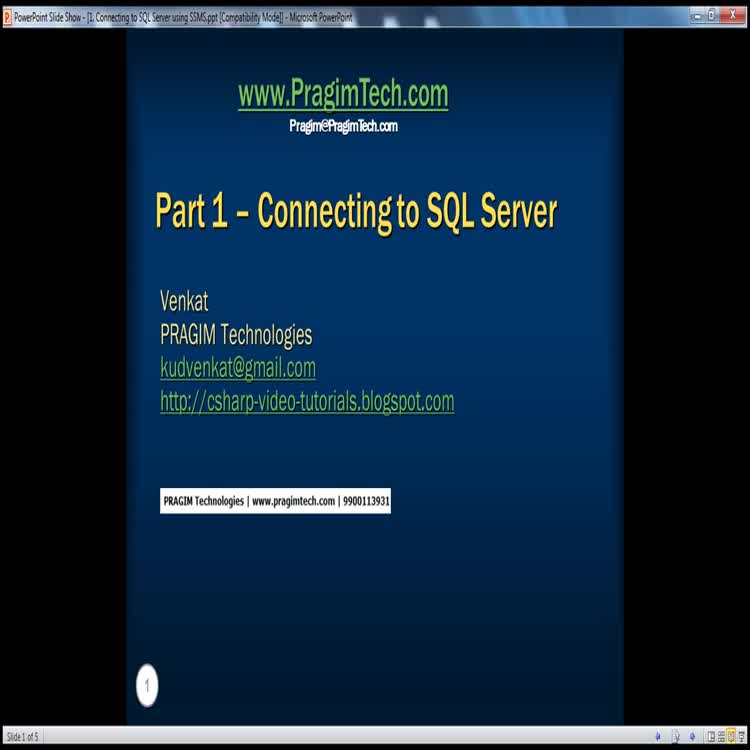 PowerPoint Slide Show - [1. Connecting to SQL Server using SSMS.ppt [Compatibility Mode]] - Microsoft PowerPoint
www.PragimTech.com
Pragim@PragimTech.com
Part 1 – Connecting to SQL Server
Venkat
PRAGIM Technologies
kudvenkat@gmail.com
http://csharp-video-tutorials.blogspot.com
PRAGIM Technologies | www.pragimtech.com | 9900113931
1
Slide 1 of 5